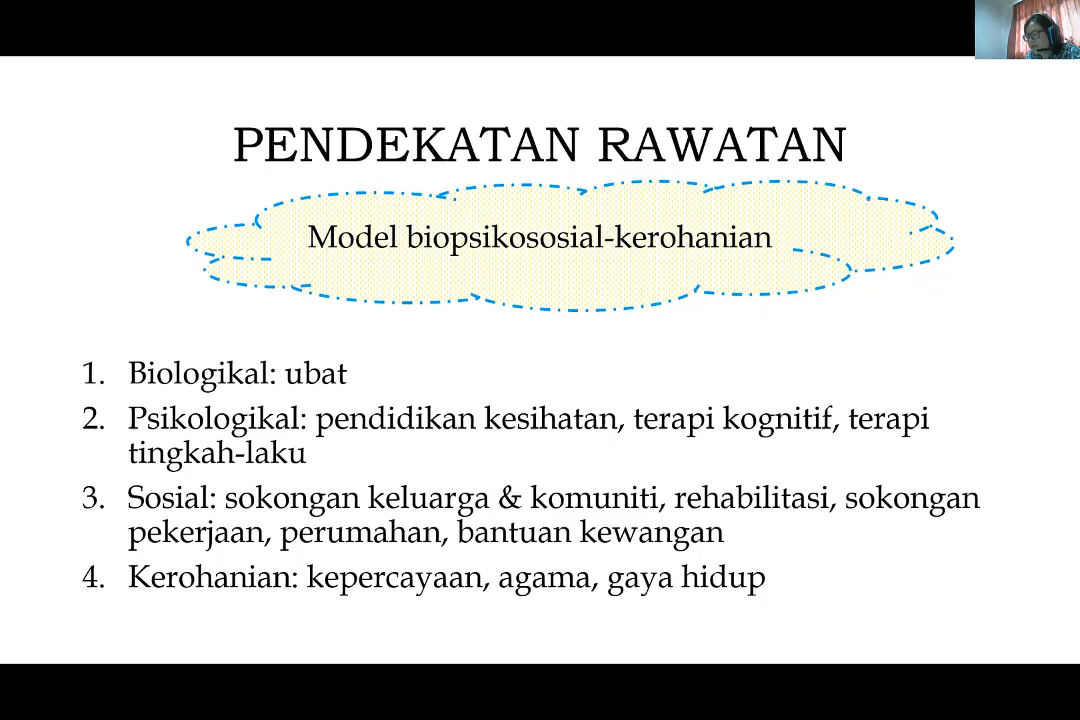 PENDEKATAN RAWATAN
Model biopsikososial-kerohanian
1. Biologikal: ubat
2. Psikologikal: pendidikan kesihatan, terapi kognitif, terapi
tingkah-laku
3. Sosial: sokongan keluarga & komuniti, rehabilitasi, sokongan
pekerjaan, perumahan, bantuan kewangan
4. Kerohanian: kepercayaan, agama, gaya hidup